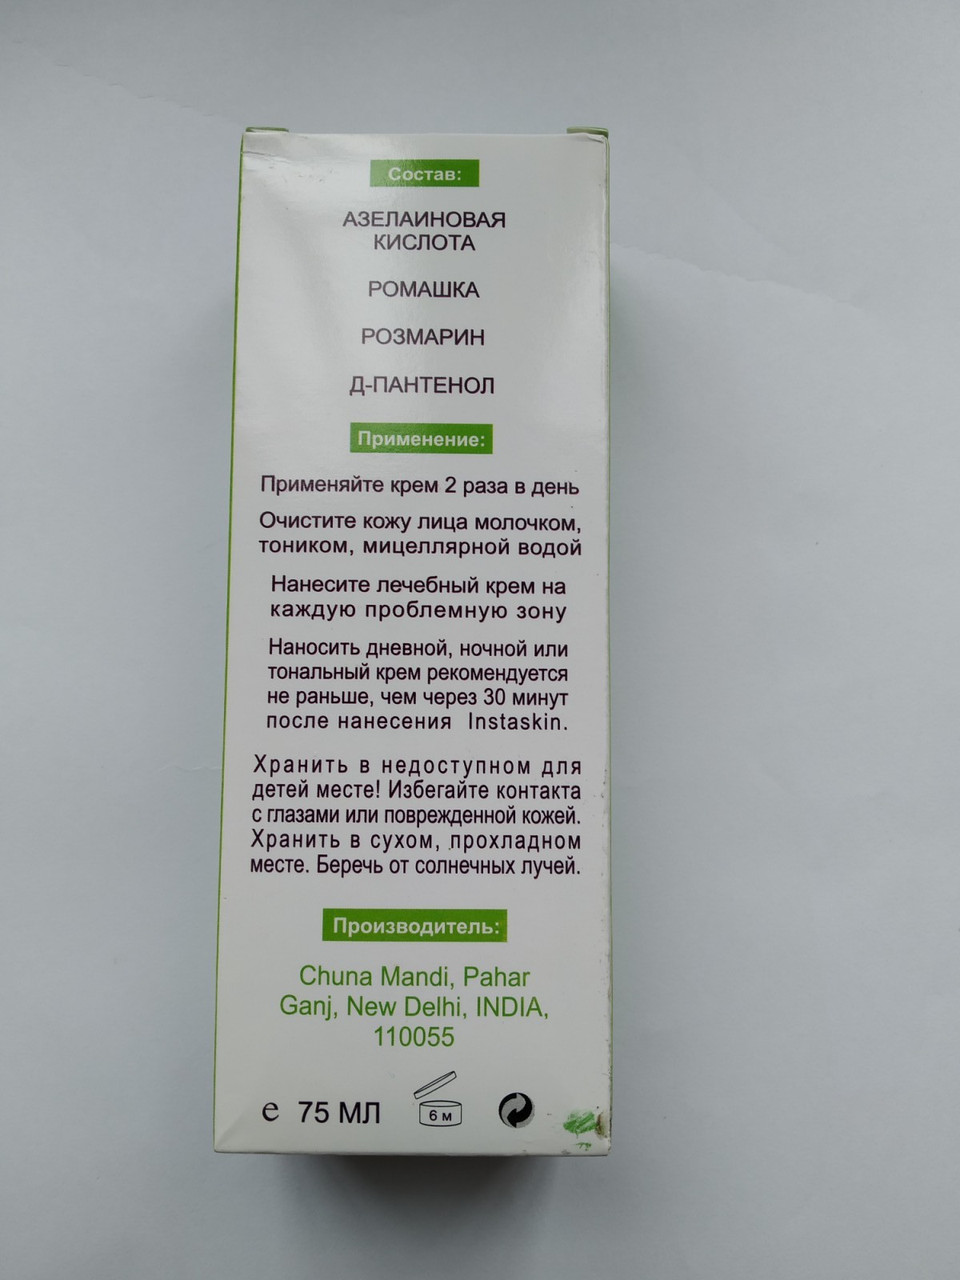 Состав:
АЗЕЛАИНОВАЯ
КИСЛОТА
РОМАШКА
РОЗМАРИН
Д-ПАНТЕНОЛ
Применение:
Применяйте крем 2 раза в день
Очистите кожу лица молочком,
тоником, мицеллярной водой
Нанесите лечебный крем на
каждую проблемную зону
Наносить дневной, ночной или
тональный крем рекомендуется
не раньше, чем через 30 минут
после нанесения Instaskin.
Хранить в недоступном для
детей месте! Избегайте контакта
с глазами или поврежденной кожей.
Хранить в сухом, прохладном
месте. Беречь от солнечных лучей.
Производитель:
Chuna Mandi, Pahar
Ganj, New Delhi, INDIA,
110055
e 75 МЛ 6 м